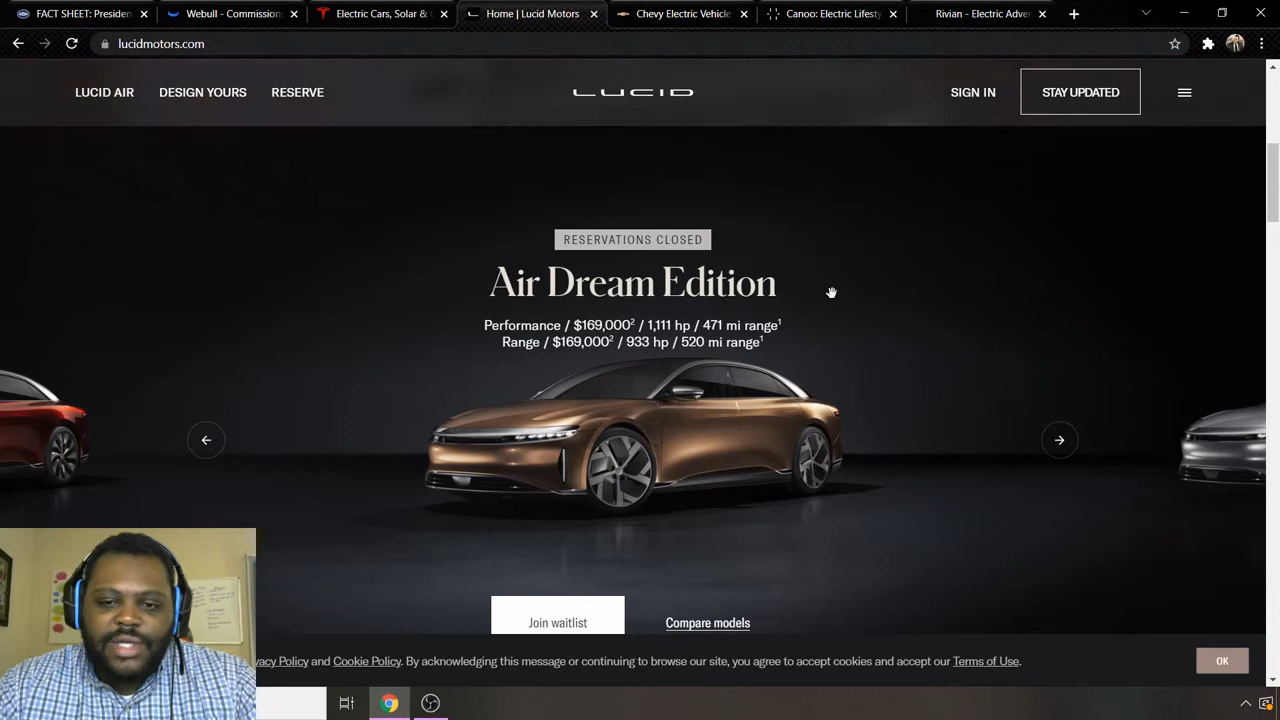 FACT SHEET: Presiden
Webull - Commission
Electric Cars, Solar &
Home | Lucid Motors
Chevy Electric Vehicle
Canoo: Electric Lifesty
Rivian - Electric Adve
lucidmotors.com
LUCID AIR
DESIGN YOURS
RESERVE
LUCID
SIGN IN
STAY UPDATED
RESERVATIONS CLOSED
Air Dream Edition
Performance / $169,000² / 1,111 hp / 471 mi range¹
Range / $169,000² / 933 hp / 520 mi range¹
Join waitlist
Compare models
vacy Policy and Cookie Policy. By acknowledging this message or continuing to browse our site, you agree to accept cookies and accept our Terms of Use.
OK